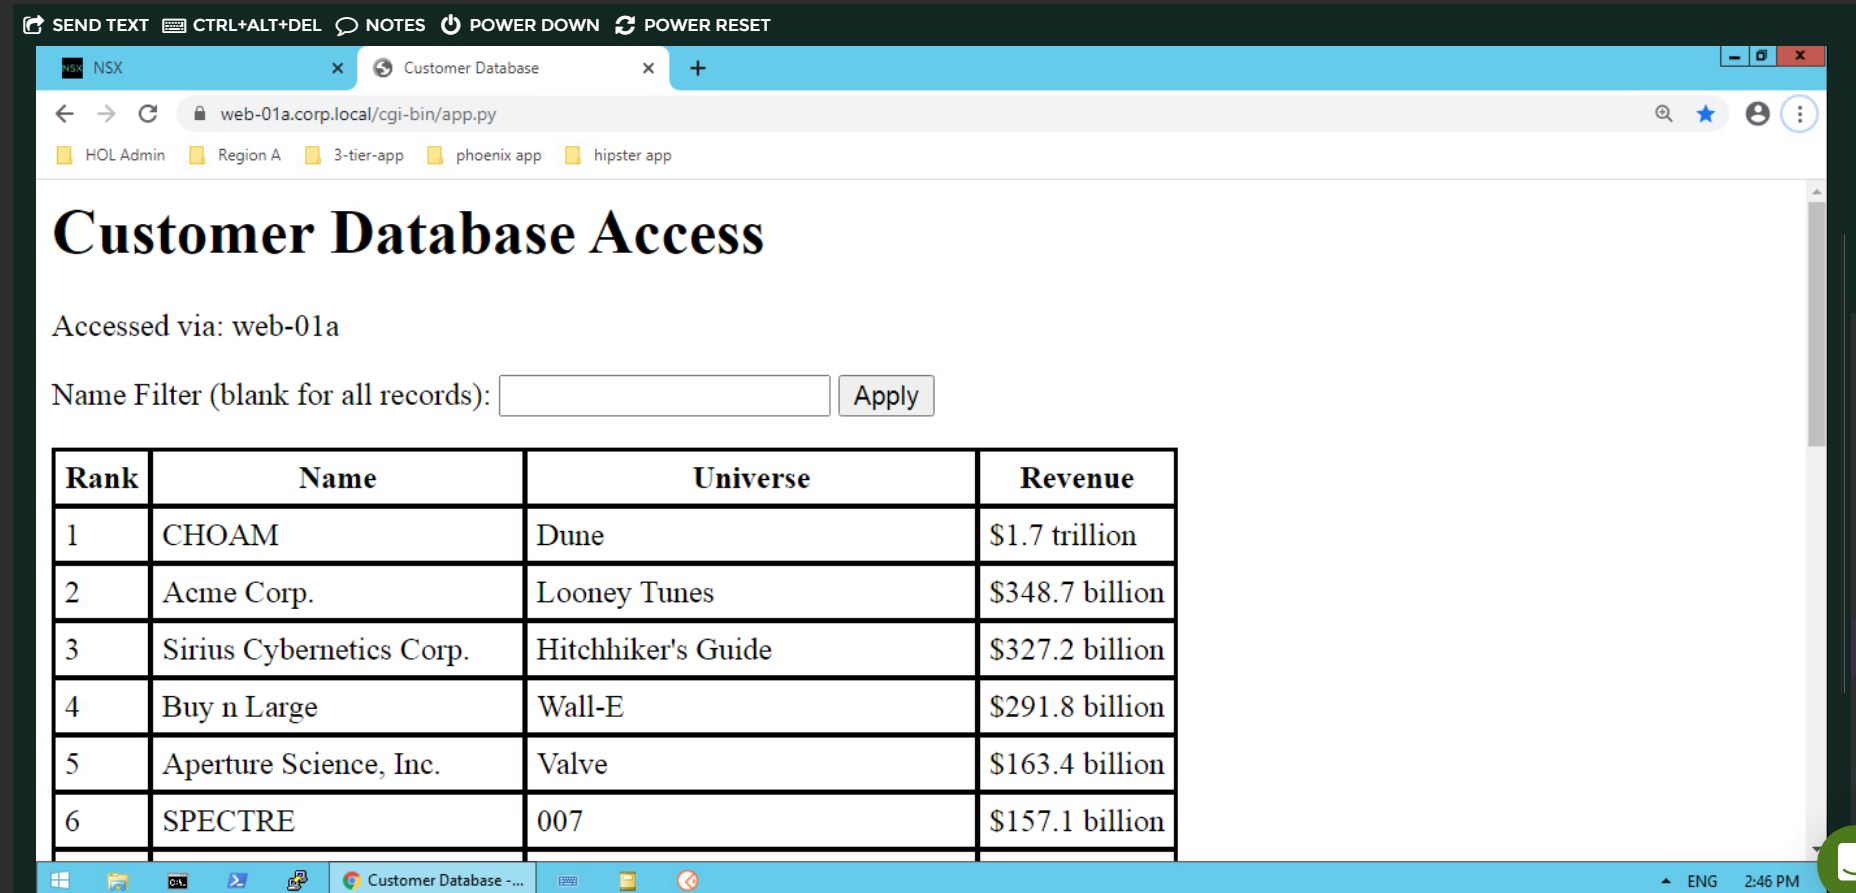 SEND TEXT CTRL+ALT+DEL NOTES POWER DOWN POWER RESET
NSX NSX Customer Database
web-01a.corp.local/cgi-bin/app.py
HOL Admin Region A 3-tier-app phoenix app hipster app
Customer Database Access
Accessed via: web-01a
Name Filter (blank for all records): Apply
Rank Name Universe Revenue
1 CHOAM Dune $1.7 trillion
2 Acme Corp. Looney Tunes $348.7 billion
3 Sirius Cybernetics Corp. Hitchhiker's Guide $327.2 billion
4 Buy n Large Wall-E $291.8 billion
5 Aperture Science, Inc. Valve $163.4 billion
6 SPECTRE 007 $157.1 billion
Customer Database -... ENG 2:46 PM